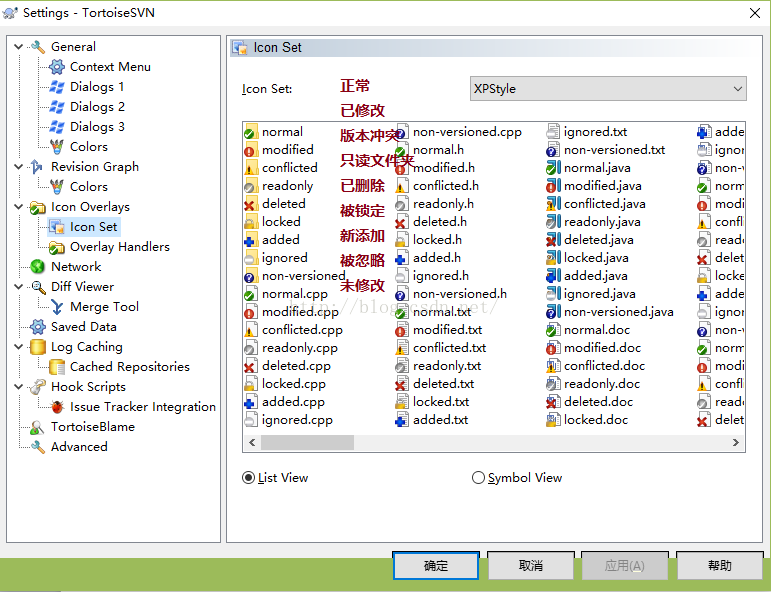 Settings - TortoiseSVN
General
Context Menu
Dialogs 1
Dialogs 2
Dialogs 3
Colors
Revision Graph
Colors
Icon Overlays
Icon Set
Overlay Handlers
Network
Diff Viewer
Merge Tool
Saved Data
Log Caching
Cached Repositories
Hook Scripts
Issue Tracker Integration
TortoiseBlame
Advanced
Icon Set
Icon Set:
XPStyle
正常
已修改
版本冲突
只读文件夹
已删除
被锁定
新添加
被忽略
未修改
normal
modified
conflicted
readonly
deleted
locked
added
ignored
non-versioned
normal.cpp
modified.cpp
conflicted.cpp
readonly.cpp
deleted.cpp
locked.cpp
added.cpp
ignored.cpp
non-versioned.cpp
normal.h
modified.h
conflicted.h
readonly.h
deleted.h
locked.h
added.h
ignored.h
non-versioned.h
normal.txt
modified.txt
conflicted.txt
readonly.txt
deleted.txt
locked.txt
added.txt
ignored.txt
non-versioned.txt
normal.java
modified.java
conflicted.java
readonly.java
deleted.java
locked.java
added.java
ignored.java
non-versioned.java
normal.doc
modified.doc
conflicted.doc
readonly.doc
deleted.doc
locked.doc
adde
ignor
non-v
norm
modi
confl
read
delet
locke
adde
ignor
non-v
norm
modi
confl
read
delet
http://blog.csdn.net/
List View
Symbol View
确定
取消
应用(A)
帮助